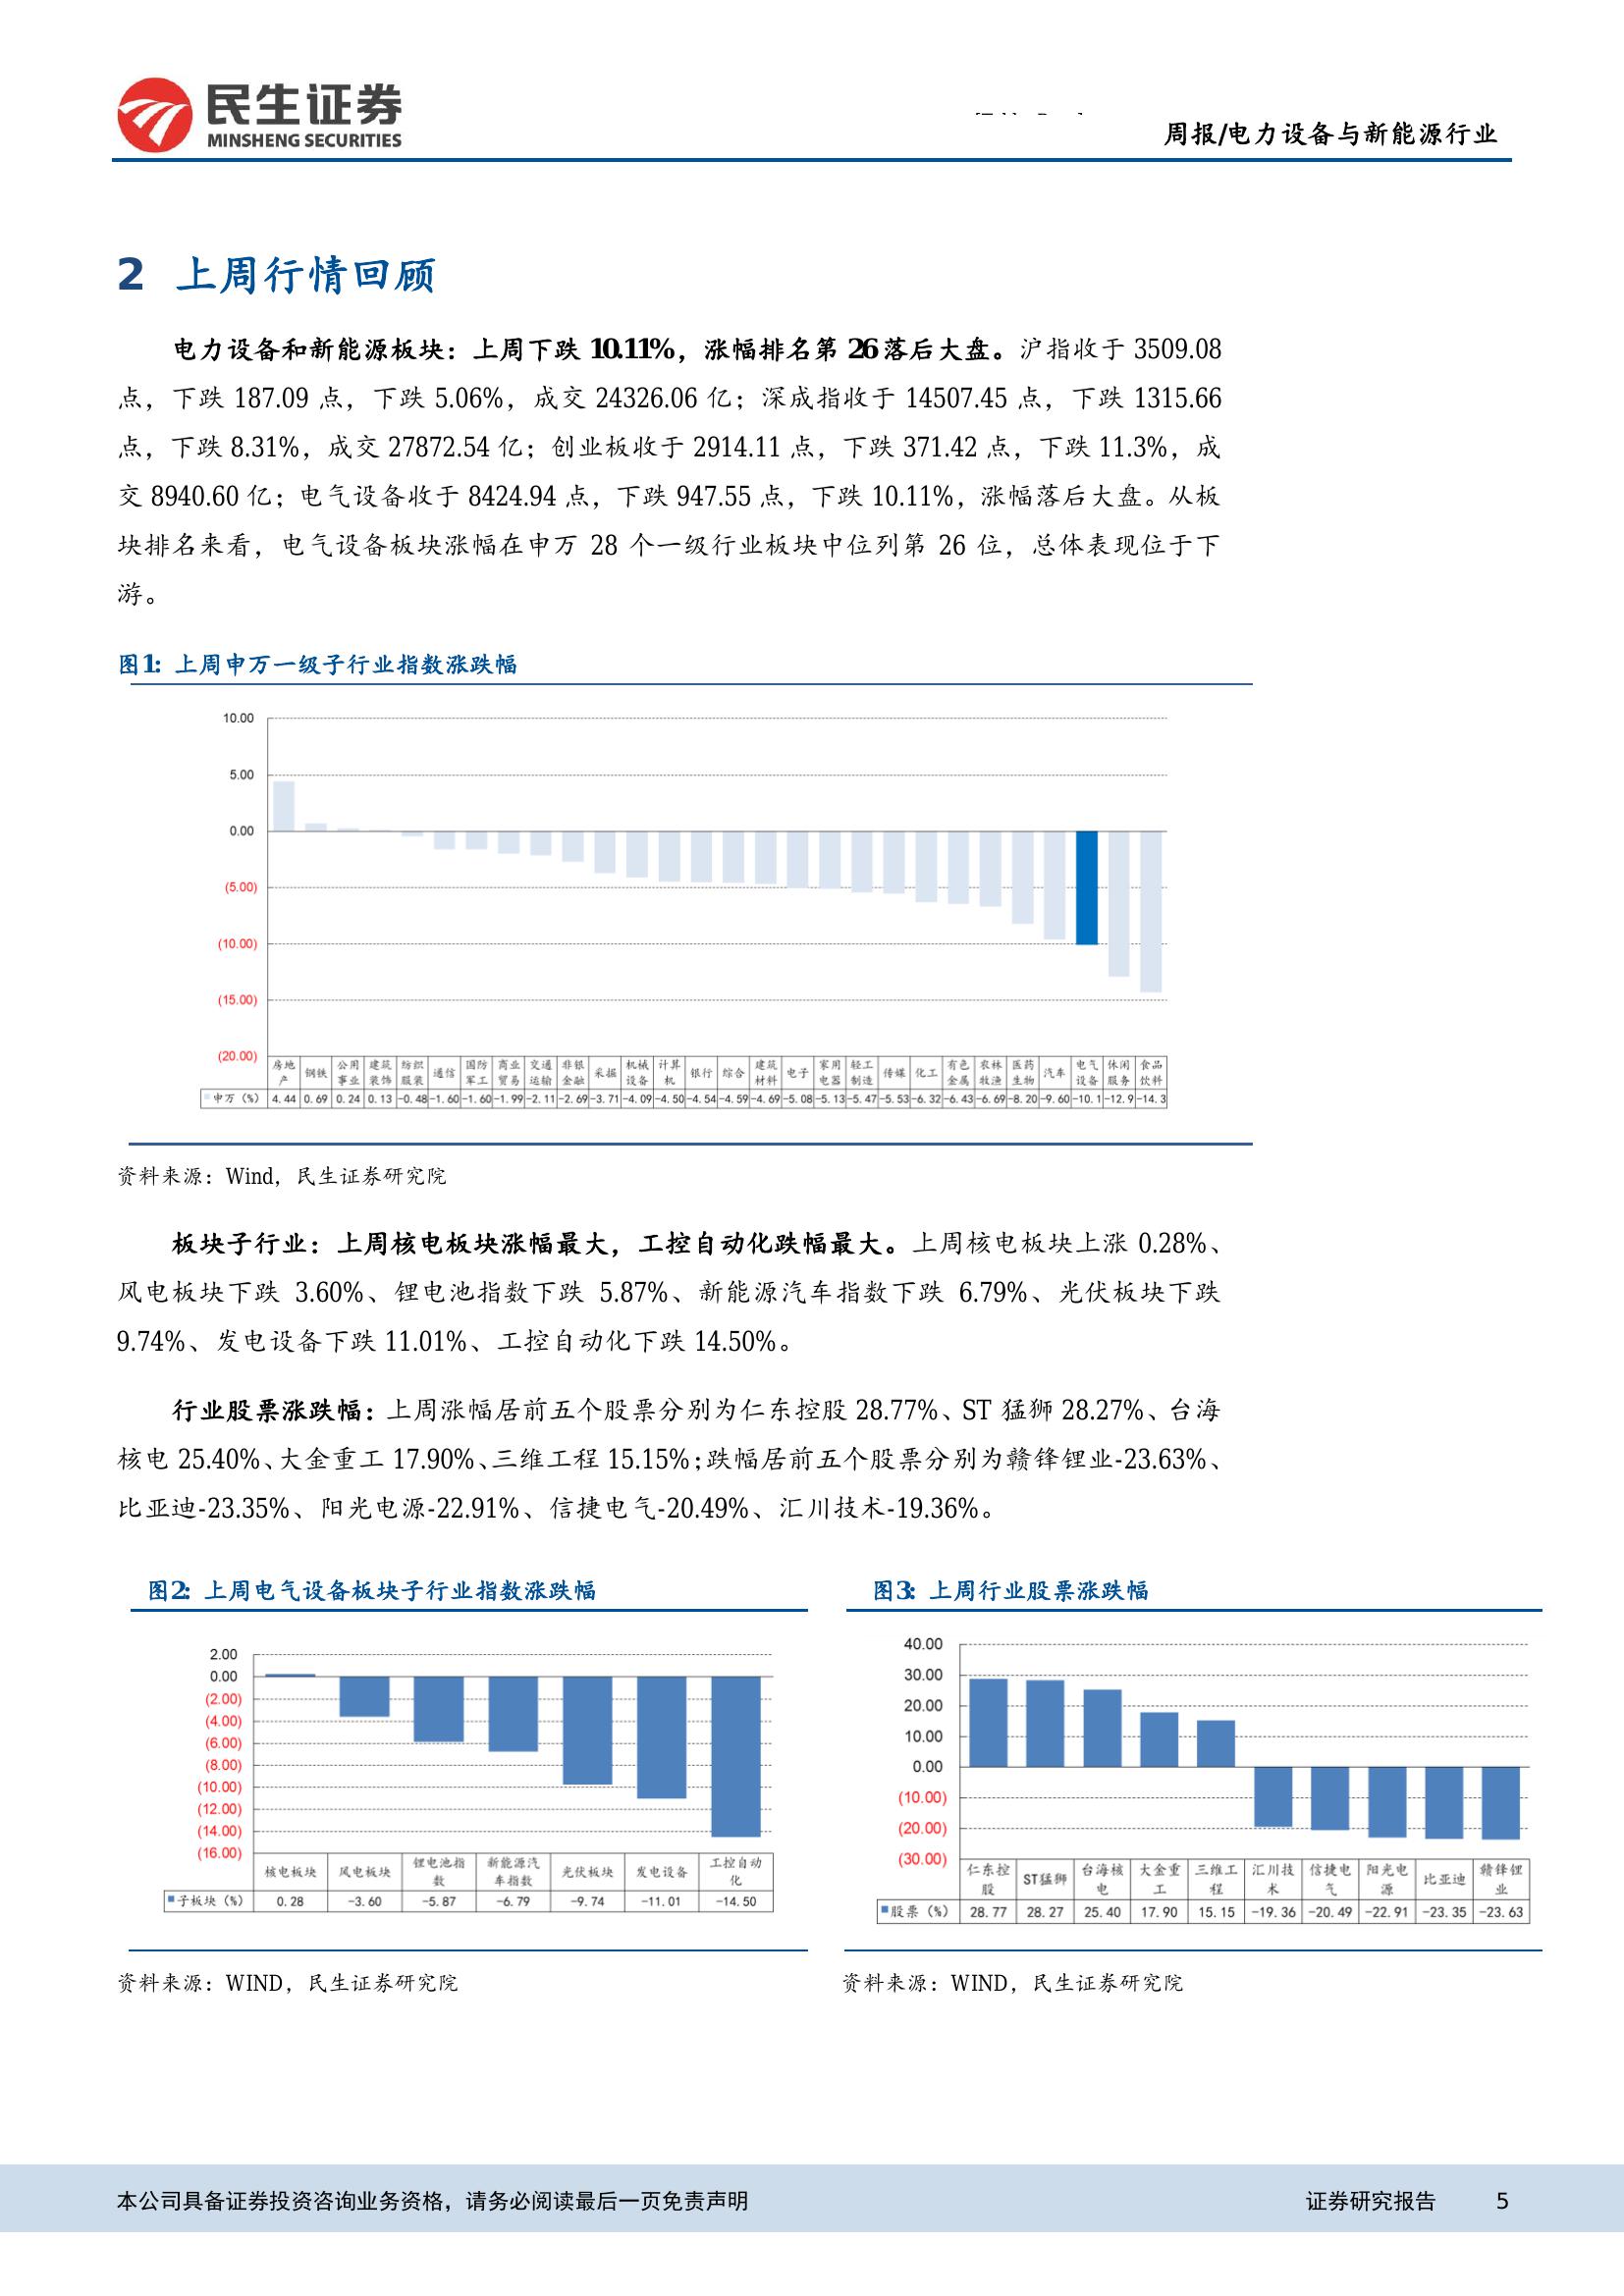 民生证券
MINSHENG SECURITIES
周报/电力设备与新能源行业
2 上周行情回顾
电力设备和新能源板块：上周下跌 10.11%，涨幅排名第 26 落后大盘。沪指收于 3509.08
点，下跌 187.09 点，下跌 5.06%，成交 24326.06 亿；深成指收于 14507.45 点，下跌 1315.66
点，下跌 8.31%，成交 27872.54 亿；创业板收于 2914.11 点，下跌 371.42 点，下跌 11.3%，成
交 8940.60 亿；电气设备收于 8424.94 点，下跌 947.55 点，下跌 10.11%，涨幅落后大盘。从板
块排名来看，电气设备板块涨幅在申万 28 个一级行业板块中位列第 26 位，总体表现位于下
游。
图1：上周申万一级子行业指数涨跌幅
10.00
5.00
0.00
(5.00)
(10.00)
(15.00)
(20.00)
房地产 钢铁 公用事业 建筑装饰 纺织服装 通信 国防军工 商业贸易 交通运输 非银金融 采掘 机械设备 计算机 银行 综合 建筑材料 电子 家用电器 轻工制造 传媒 化工 有色金属 农林牧渔 医药生物 汽车 电气设备 休闲服务 食品饮料
申万（%） 4.44 0.69 0.24 0.13 -0.48 -1.60 -1.60 -1.99 -2.11 -2.69 -3.71 -4.09 -4.50 -4.54 -4.59 -4.69 -5.08 -5.13 -5.47 -5.53 -6.32 -6.43 -6.69 -8.20 -9.60 -10.1 -12.9 -14.3
资料来源：Wind，民生证券研究院
板块子行业：上周核电板块涨幅最大，工控自动化跌幅最大。上周核电板块上涨 0.28%、
风电板块下跌 3.60%、锂电池指数下跌 5.87%、新能源汽车指数下跌 6.79%、光伏板块下跌
9.74%、发电设备下跌 11.01%、工控自动化下跌 14.50%。
行业股票涨跌幅：上周涨幅居前五个股票分别为仁东控股 28.77%、ST 猛狮 28.27%、台海
核电 25.40%、大金重工 17.90%、三维工程 15.15%；跌幅居前五个股票分别为赣锋锂业-23.63%、
比亚迪-23.35%、阳光电源-22.91%、信捷电气-20.49%、汇川技术-19.36%。
图2：上周电气设备板块子行业指数涨跌幅
2.00
0.00
(2.00)
(4.00)
(6.00)
(8.00)
(10.00)
(12.00)
(14.00)
(16.00)
核电板块 风电板块 锂电池指数 新能源汽车指数 光伏板块 发电设备 工控自动化
子板块（%） 0.28 -3.60 -5.87 -6.79 -9.74 -11.01 -14.50
资料来源：WIND，民生证券研究院
图3：上周行业股票涨跌幅
40.00
30.00
20.00
10.00
0.00
(10.00)
(20.00)
(30.00)
仁东控股 ST猛狮 台海核电 大金重工 三维工程 汇川技术 信捷电气 阳光电源 比亚迪 赣锋锂业
股票（%） 28.77 28.27 25.40 17.90 15.15 -19.36 -20.49 -22.91 -23.35 -23.63
资料来源：WIND，民生证券研究院
本公司具备证券投资咨询业务资格，请务必阅读最后一页免责声明
证券研究报告 5